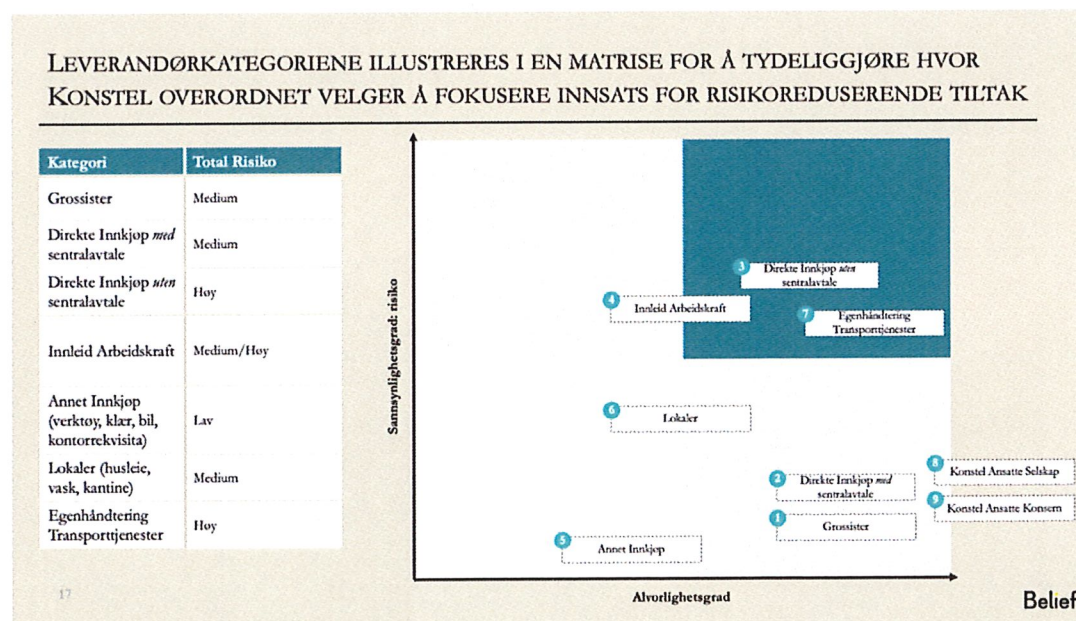 LEVERANDØRKATEGORIENE ILLUSTRERES I EN MATRISE FOR Å TYDELIGGJØRE HVOR
KONSTEL OVERORDNET VELGER Å FOKUSERE INNSATS FOR RISIKOREDUSERENDE TILTAK
Kategori Total Risiko
Grossister Medium
Direkte Innkjøp med
sentralavtale
Medium
Direkte Innkjøp uten
sentralavtale
Høy
Innleid Arbeidskraft Medium/Høy
Annet Innkjøp
(verktøy, klær, bil,
kontorrekvisita)
Lav
Lokaler (husleie,
vask, kantine)
Medium
Egenhåndtering
Transporttjenester
Høy
Sannsynlighetsgrad: risiko
3 Direkte Innkjøp uten
sentralavtale
4 Innleid Arbeidskraft
7 Egenhåndtering
Transporttjenester
6 Lokaler
8 Konstel Ansatte Selskap
2 Direkte Innkjøp med
sentralavtale
9 Konstel Ansatte Konsern
1 Grossister
5 Annet Innkjøp
Alvorlighetsgrad
17
Belief